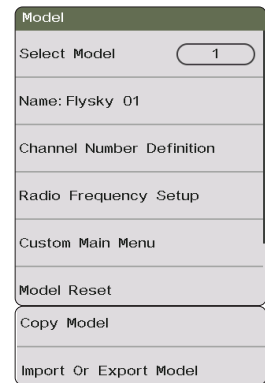 Model
Select Model 1
Name: Flysky 01
Channel Number Definition
Radio Frequency Setup
Custom Main Menu
Model Reset
Copy Model
Import Or Export Model